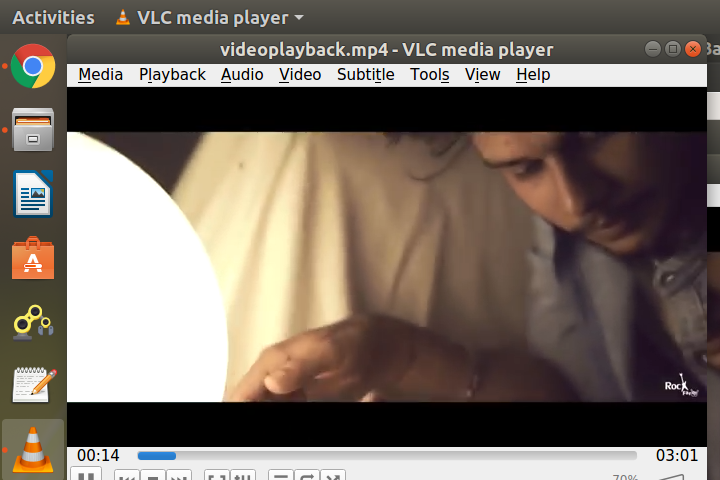 Activities VLC media player
videoplayback.mp4 - VLC media player
Media Playback Audio Video Subtitle Tools View Help
Rock
00:14 03:01
70%